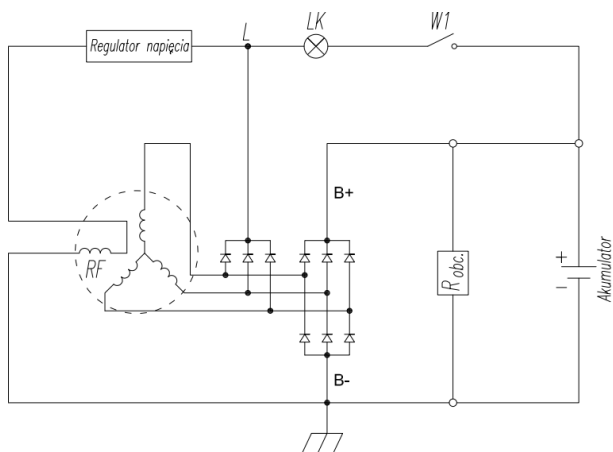 Regulator napięcia
L
LK
W1
B+
RF
R obc.
+
−
Akumulator
B-